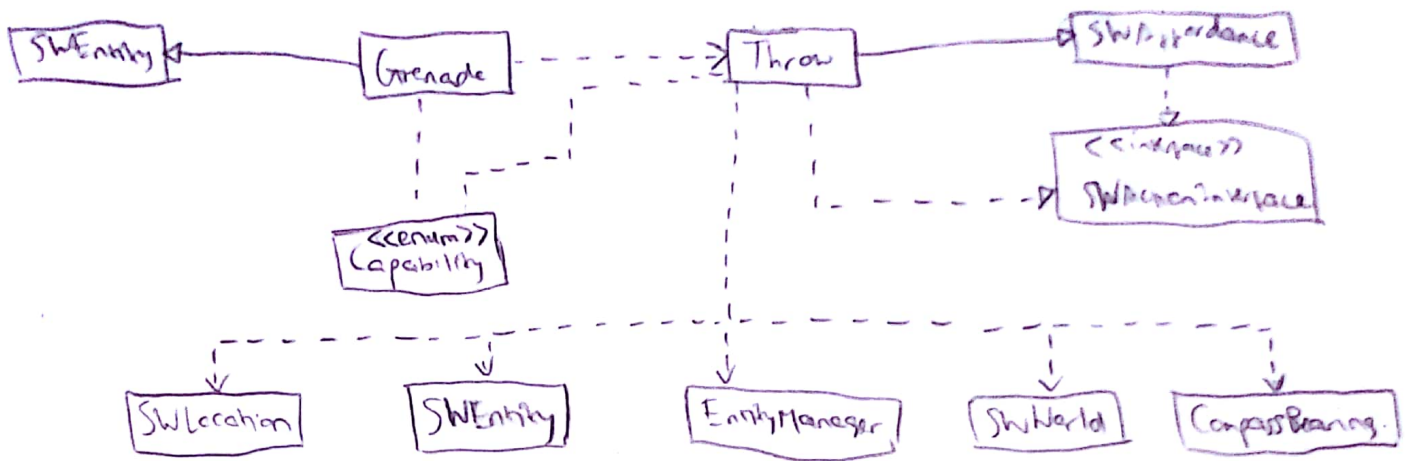 SWEntity
Grenade
Throw
SWAffordance
<<interface>>
SWActionInterface
<<enum>>
Capability
SWLocation
SWEntity
EntityManager
SWWorld
CompassBearing